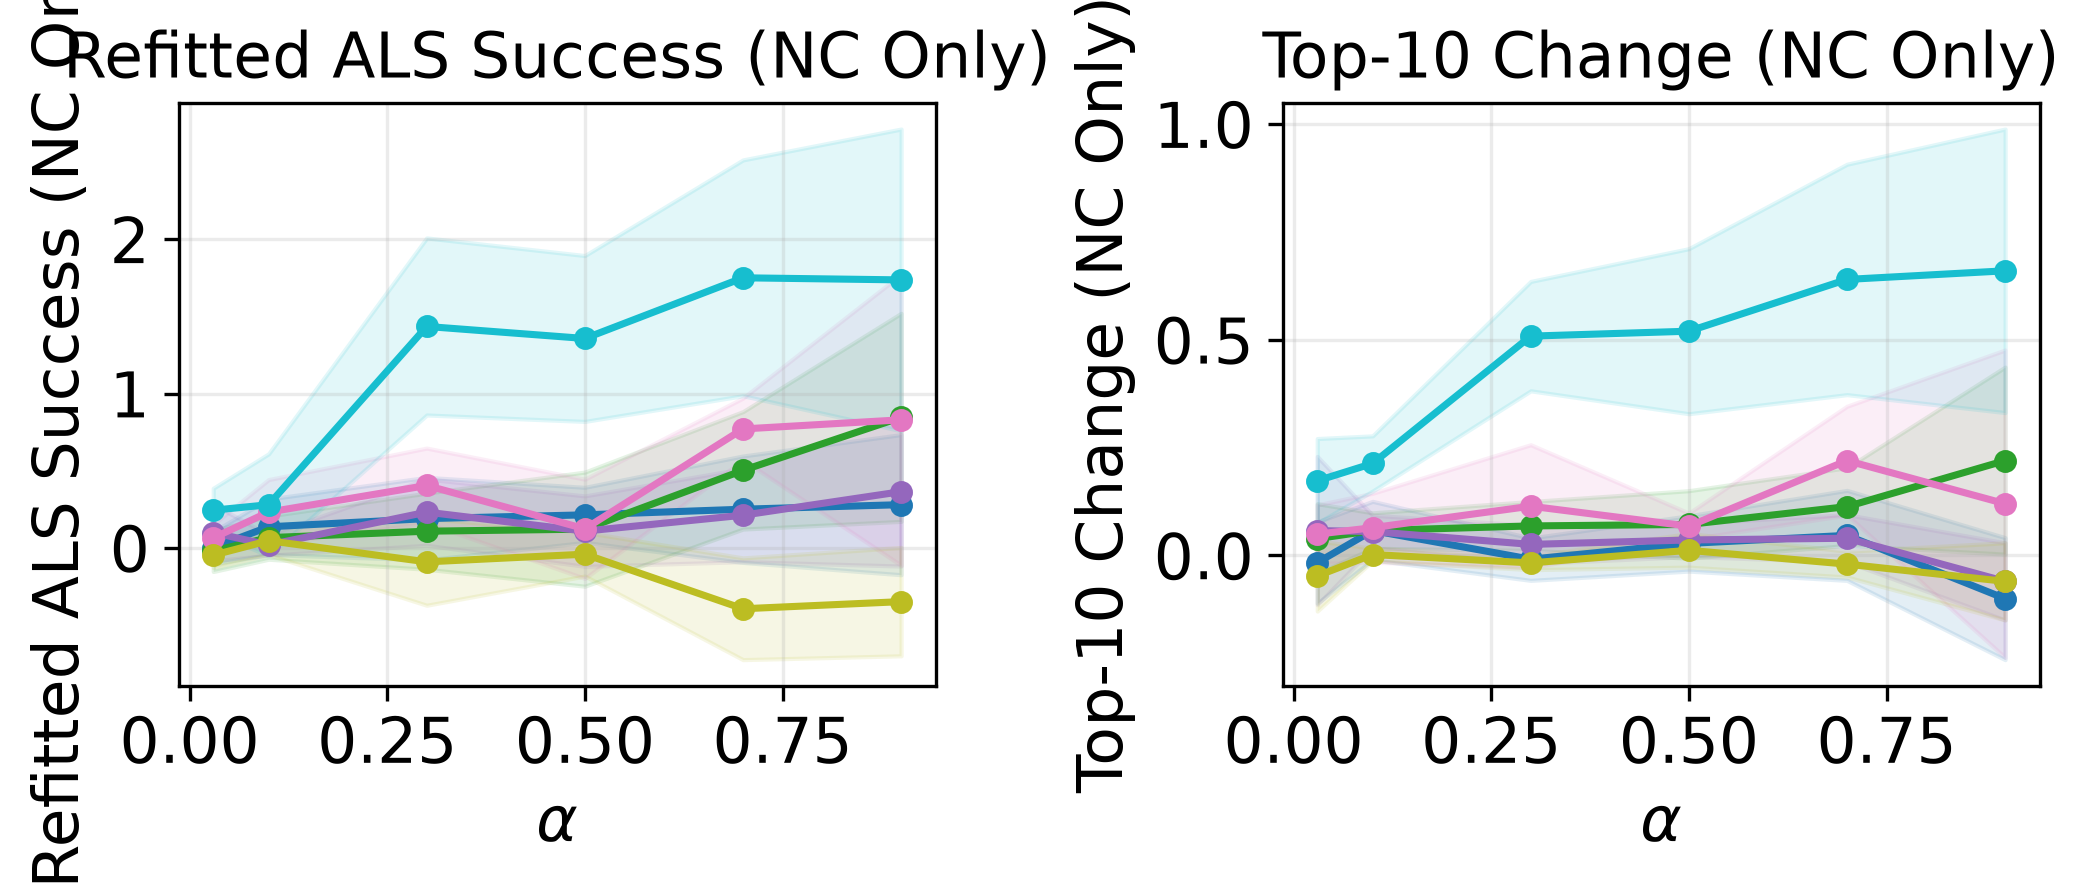 Refitted ALS Success (NC Only)
Refitted ALS Success (NC
2
1
0
0.00 0.25 0.50 0.75
α
Top-10 Change (NC Only)
Top-10 Change (NC Only)
1.0
0.5
0.0
0.00 0.25 0.50 0.75
α